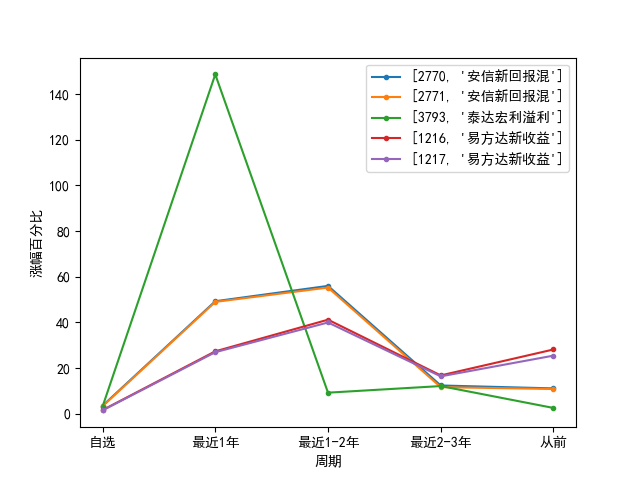 [2770, '安信新回报混']
[2771, '安信新回报混']
[3793, '泰达宏利溢利']
[1216, '易方达新收益']
[1217, '易方达新收益']
涨幅百分比
140
120
100
80
60
40
20
0
自选 最近1年 最近1-2年 最近2-3年 从前
周期